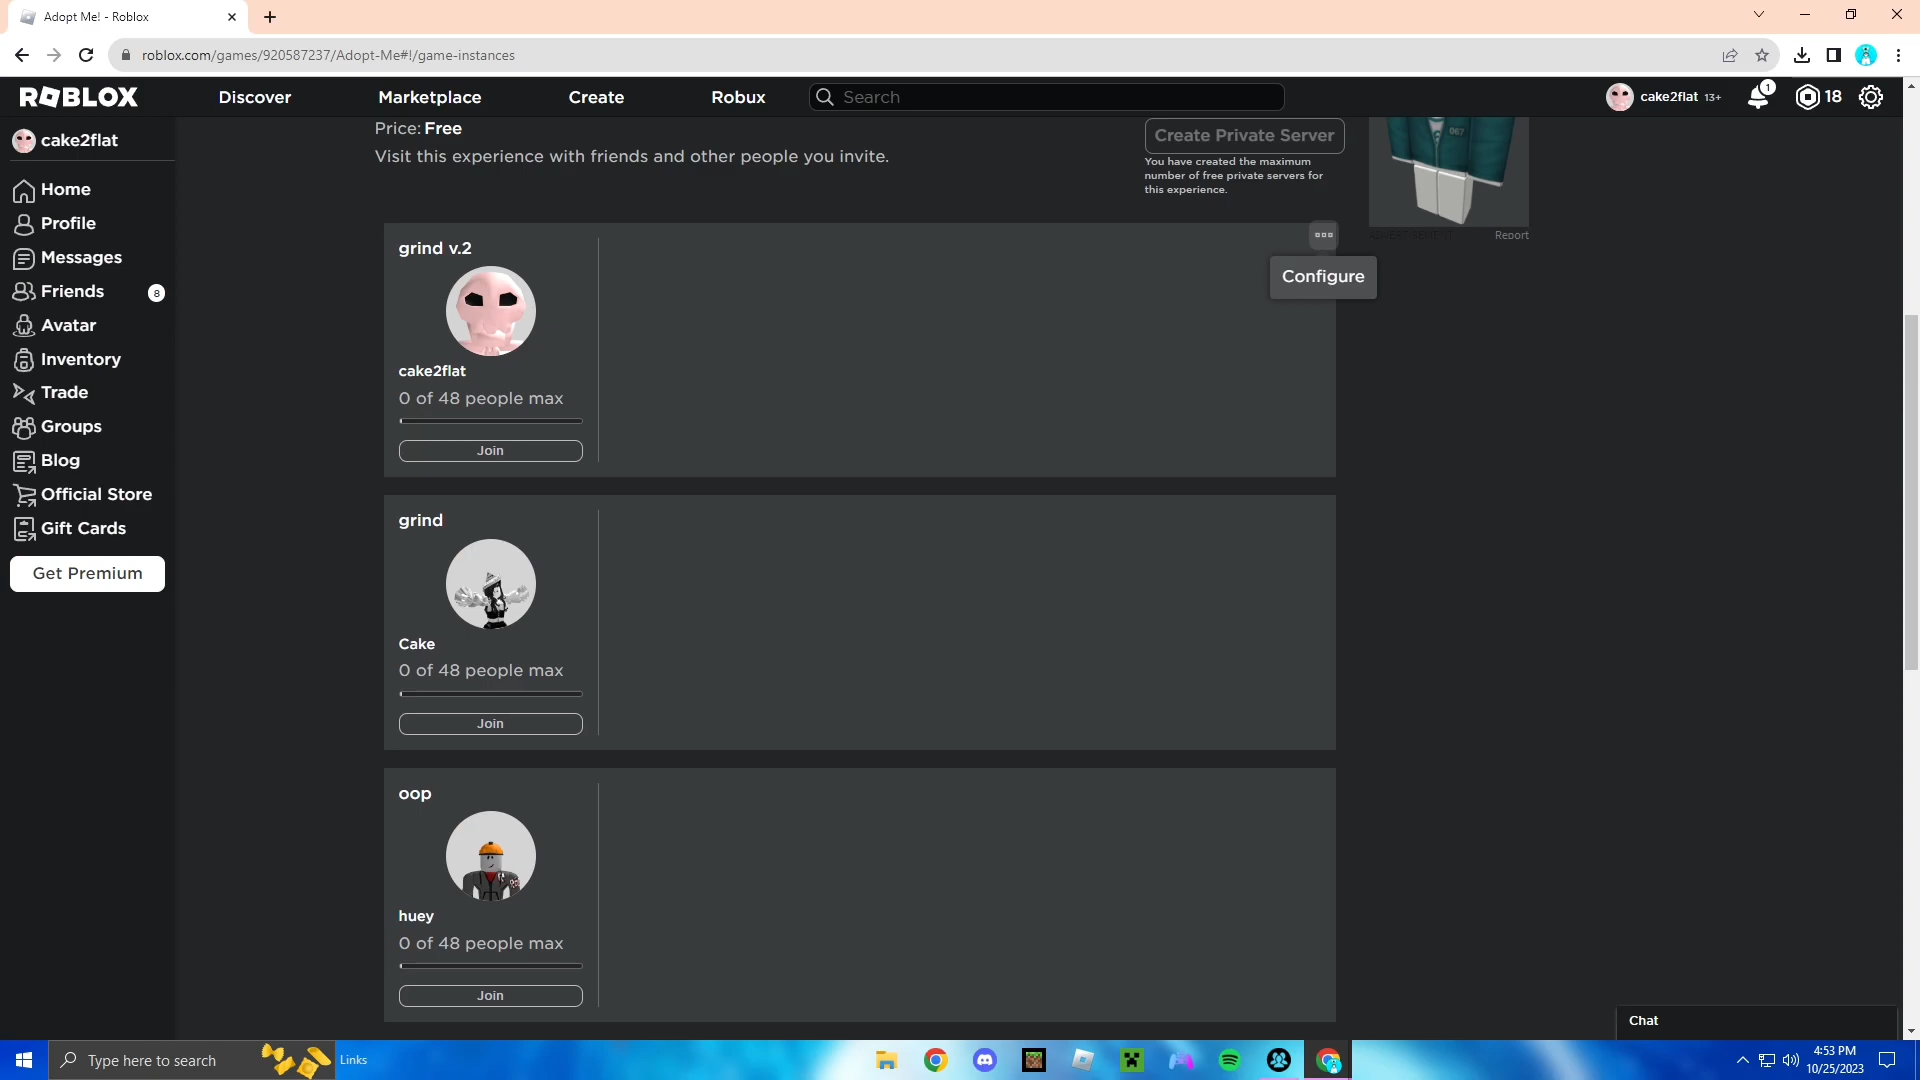 Adopt Me! - Roblox
roblox.com/games/920587237/Adopt-Me#!/game-instances
ROBLOX
Discover
Marketplace
Create
Robux
Search
cake2flat 13+
1
18
cake2flat
Home
Profile
Messages
Friends
8
Avatar
Inventory
Trade
Groups
Blog
Official Store
Gift Cards
Get Premium
Price: Free
Visit this experience with friends and other people you invite.
Create Private Server
You have created the maximum
number of free private servers for
this experience.
067
ADVERTISEMENT
Report
Configure
grind v.2
cake2flat
0 of 48 people max
Join
grind
Cake
0 of 48 people max
Join
oop
huey
0 of 48 people max
Join
Chat
Type here to search
Links
4:53 PM
10/25/2023